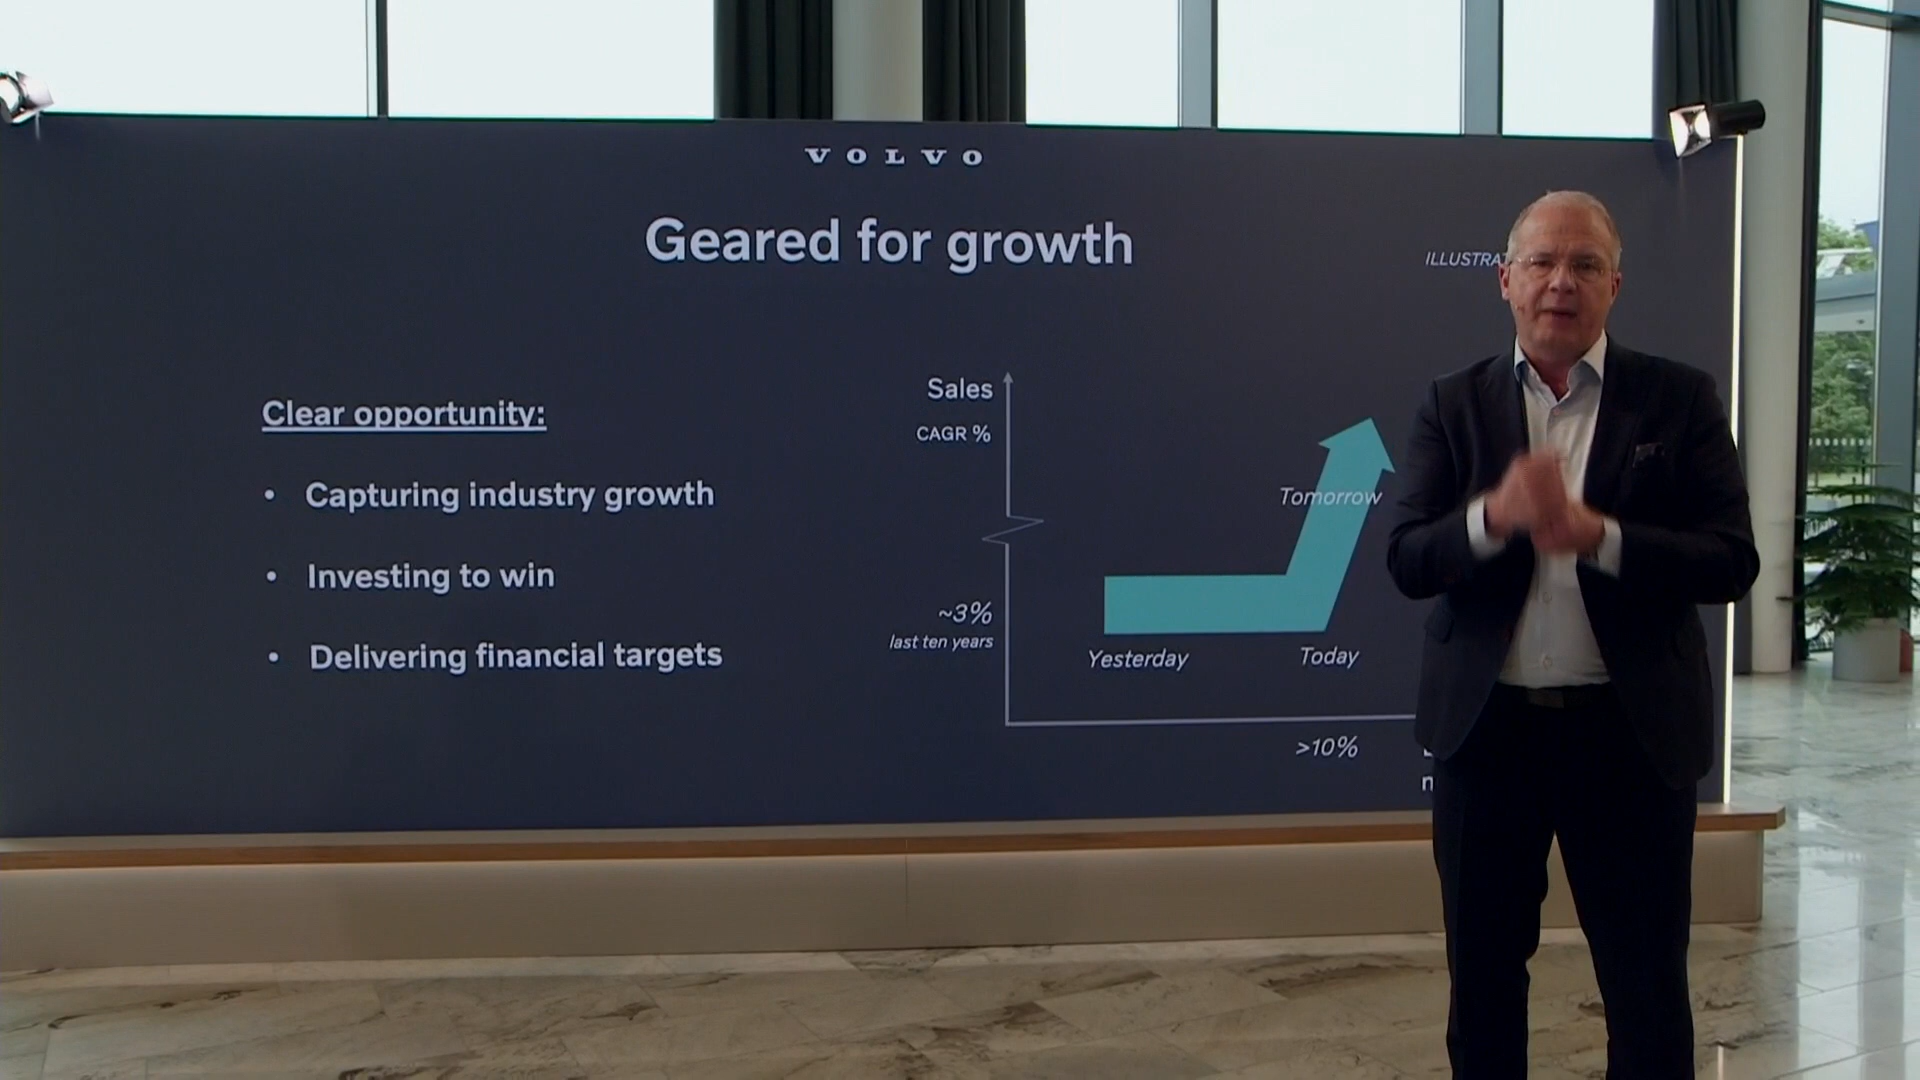 VOLVO
Geared for growth
Clear opportunity:
• Capturing industry growth
• Investing to win
• Delivering financial targets
Sales
CAGR %
~3%
last ten years
Tomorrow
Yesterday
Today
>10%